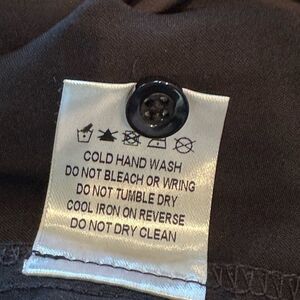 COLD HAND WASH
DO NOT BLEACH OR WRING
DO NOT TUMBLE DRY
COOL IRON ON REVERSE
DO NOT DRY CLEAN